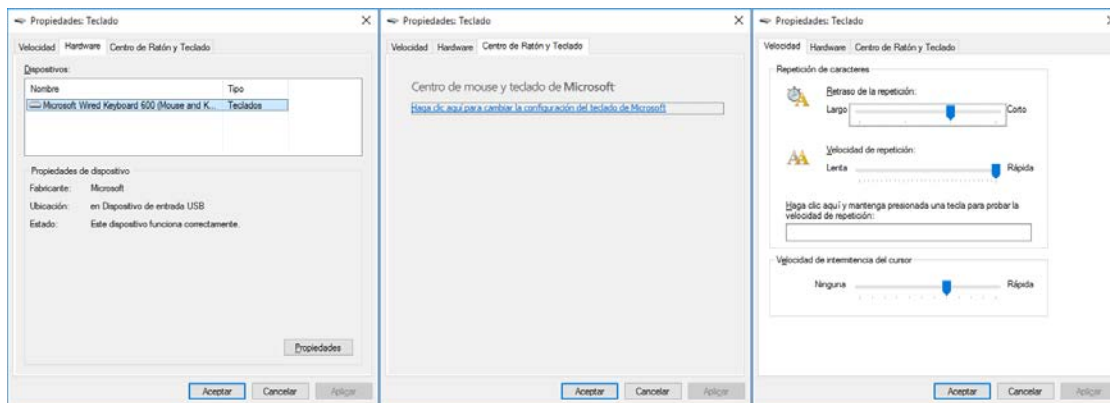 Propiedades: Teclado
Velocidad Hardware Centro de Ratón y Teclado
Dispositivos:
Nombre Tipo
Microsoft Wired Keyboard 600 (Mouse and K... Teclados
Propiedades de dispositivo
Fabricante: Microsoft
Ubicación: en Dispositivo de entrada USB
Estado: Este dispositivo funciona correctamente.
Propiedades
Aceptar Cancelar Aplicar
Propiedades: Teclado
Velocidad Hardware Centro de Ratón y Teclado
Centro de mouse y teclado de Microsoft
Haga clic aquí para cambiar la configuración del teclado de Microsoft
Aceptar Cancelar Aplicar
Propiedades: Teclado
Velocidad Hardware Centro de Ratón y Teclado
Repetición de caracteres
Retraso de la repetición:
Largo Corto
Velocidad de repetición:
Lenta Rápida
Haga clic aquí y mantenga presionada una tecla para probar la
velocidad de repetición:
Velocidad de intermitencia del cursor
Ninguna Rápida
Aceptar Cancelar Aplicar